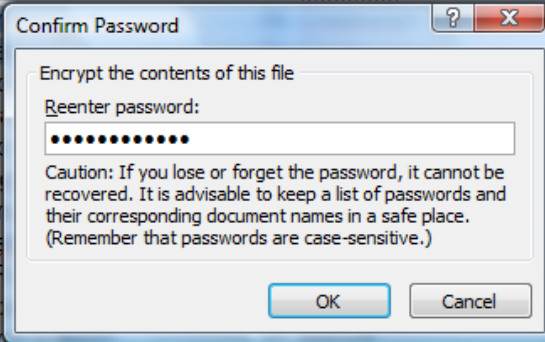 Confirm Password
Encrypt the contents of this file
Reenter password:
●●●●●●●●●●●●
Caution: If you lose or forget the password, it cannot be
recovered. It is advisable to keep a list of passwords and
their corresponding document names in a safe place.
(Remember that passwords are case-sensitive.)
OK Cancel